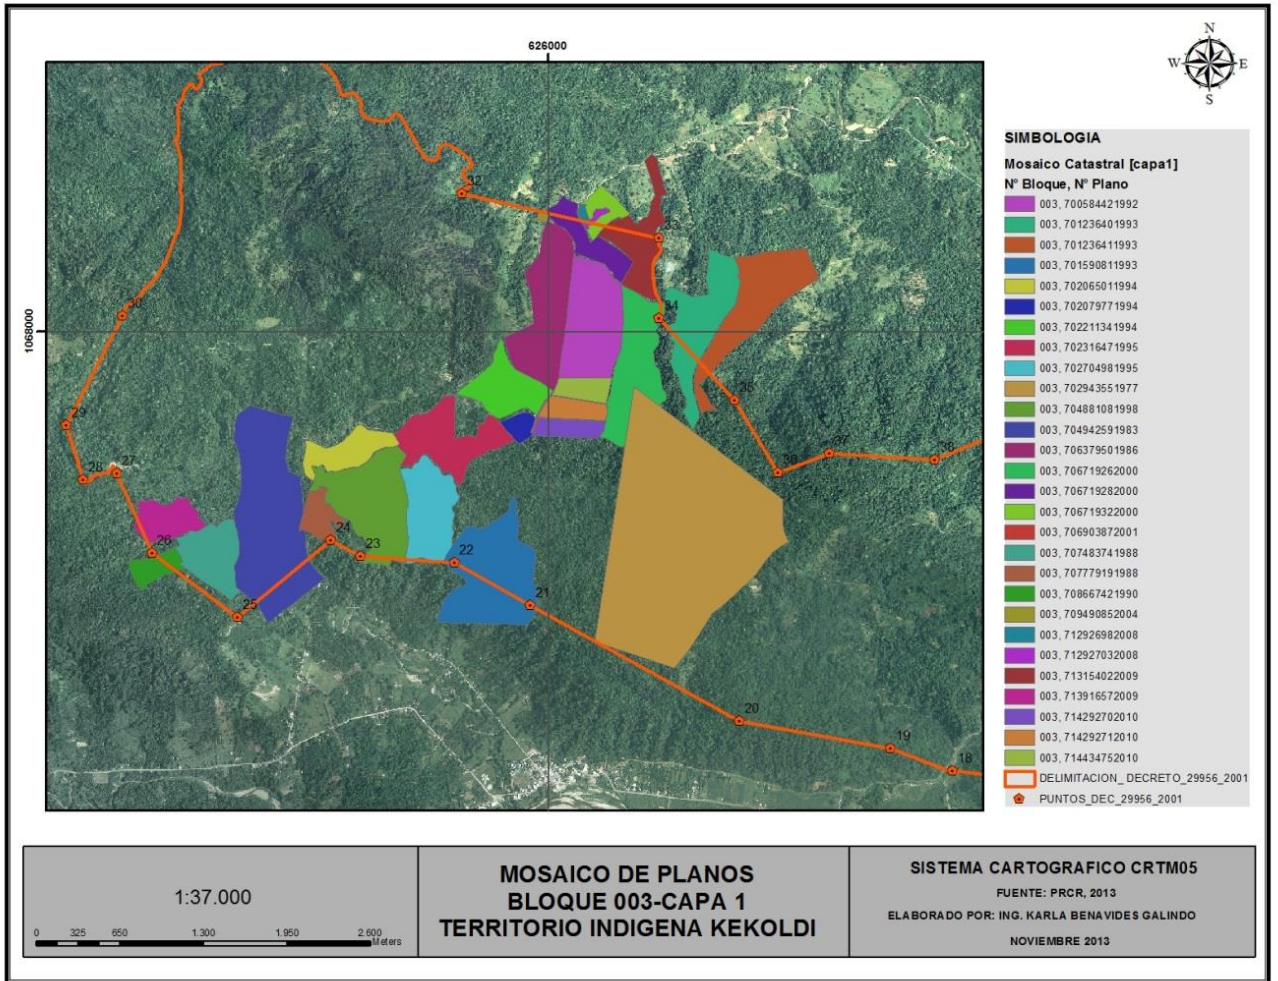 626000
N
W
E
S
1068000
32
33
34
30
35
29
28
27
37
38
36
26
24
23
22
21
25
20
19
18
SIMBOLOGIA
Mosaico Catastral [capa1]
N° Bloque, N° Plano
003, 700584421992
003, 701236401993
003, 701236411993
003, 701590811993
003, 702065011994
003, 702079771994
003, 702211341994
003, 702316471995
003, 702704981995
003, 702943551977
003, 704881081998
003, 704942591983
003, 706379501986
003, 706719262000
003, 706719282000
003, 706719322000
003, 706903872001
003, 707483741988
003, 707779191988
003, 708667421990
003, 709490852004
003, 712926982008
003, 712927032008
003, 713154022009
003, 713916572009
003, 714292702010
003, 714292712010
003, 714434752010
DELIMITACION_ DECRETO_29956_2001
PUNTOS_DEC_29956_2001
1:37.000
0 325 650 1.300 1.950 2.600
Meters
MOSAICO DE PLANOS
BLOQUE 003-CAPA 1
TERRITORIO INDIGENA KEKOLDI
SISTEMA CARTOGRAFICO CRTM05
FUENTE: PRCR, 2013
ELABORADO POR: ING. KARLA BENAVIDES GALINDO
NOVIEMBRE 2013